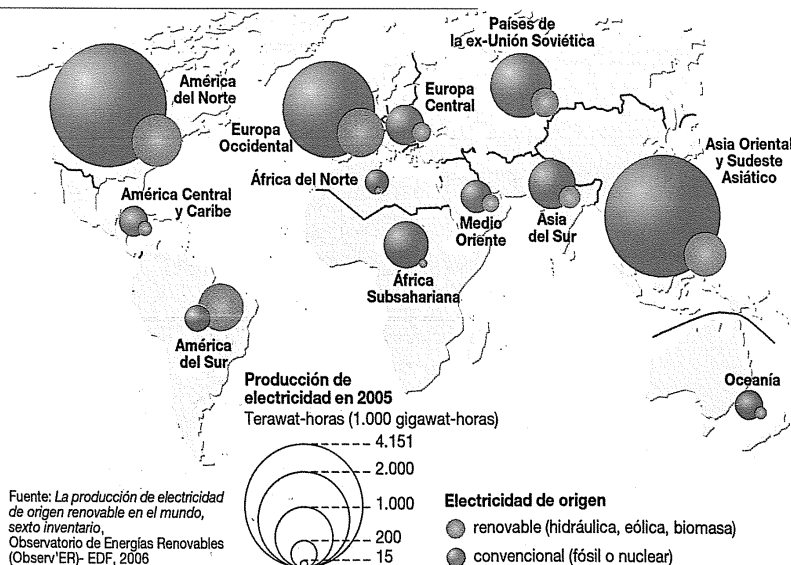 Países de
la ex-Unión Soviética
América
del Norte
Europa
Central
Europa
Occidental
Asia Oriental
y Sudeste
Asiático
África del Norte
América Central
y Caribe
Medio
Oriente
Asia
del Sur
África
Subsahariana
América
del Sur
Oceanía
Producción de
electricidad en 2005
Terawat-horas (1.000 gigawat-horas)
4.151
2.000
1.000
200
15
Fuente: La producción de electricidad
de origen renovable en el mundo,
sexto inventario,
Observatorio de Energías Renovables
(Observ'ER)- EDF, 2006
Electricidad de origen
renovable (hidráulica, eólica, biomasa)
convencional (fósil o nuclear)